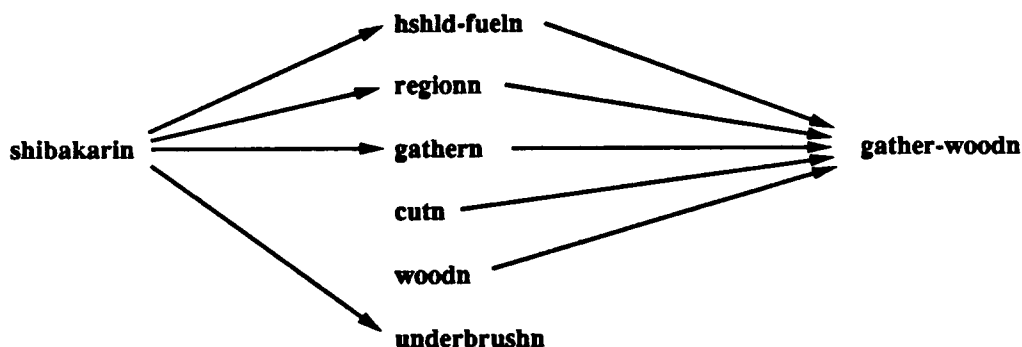 hshld-fueln
regionn
shibakarin
gathern
gather-woodn
cutn
woodn
underbrushn